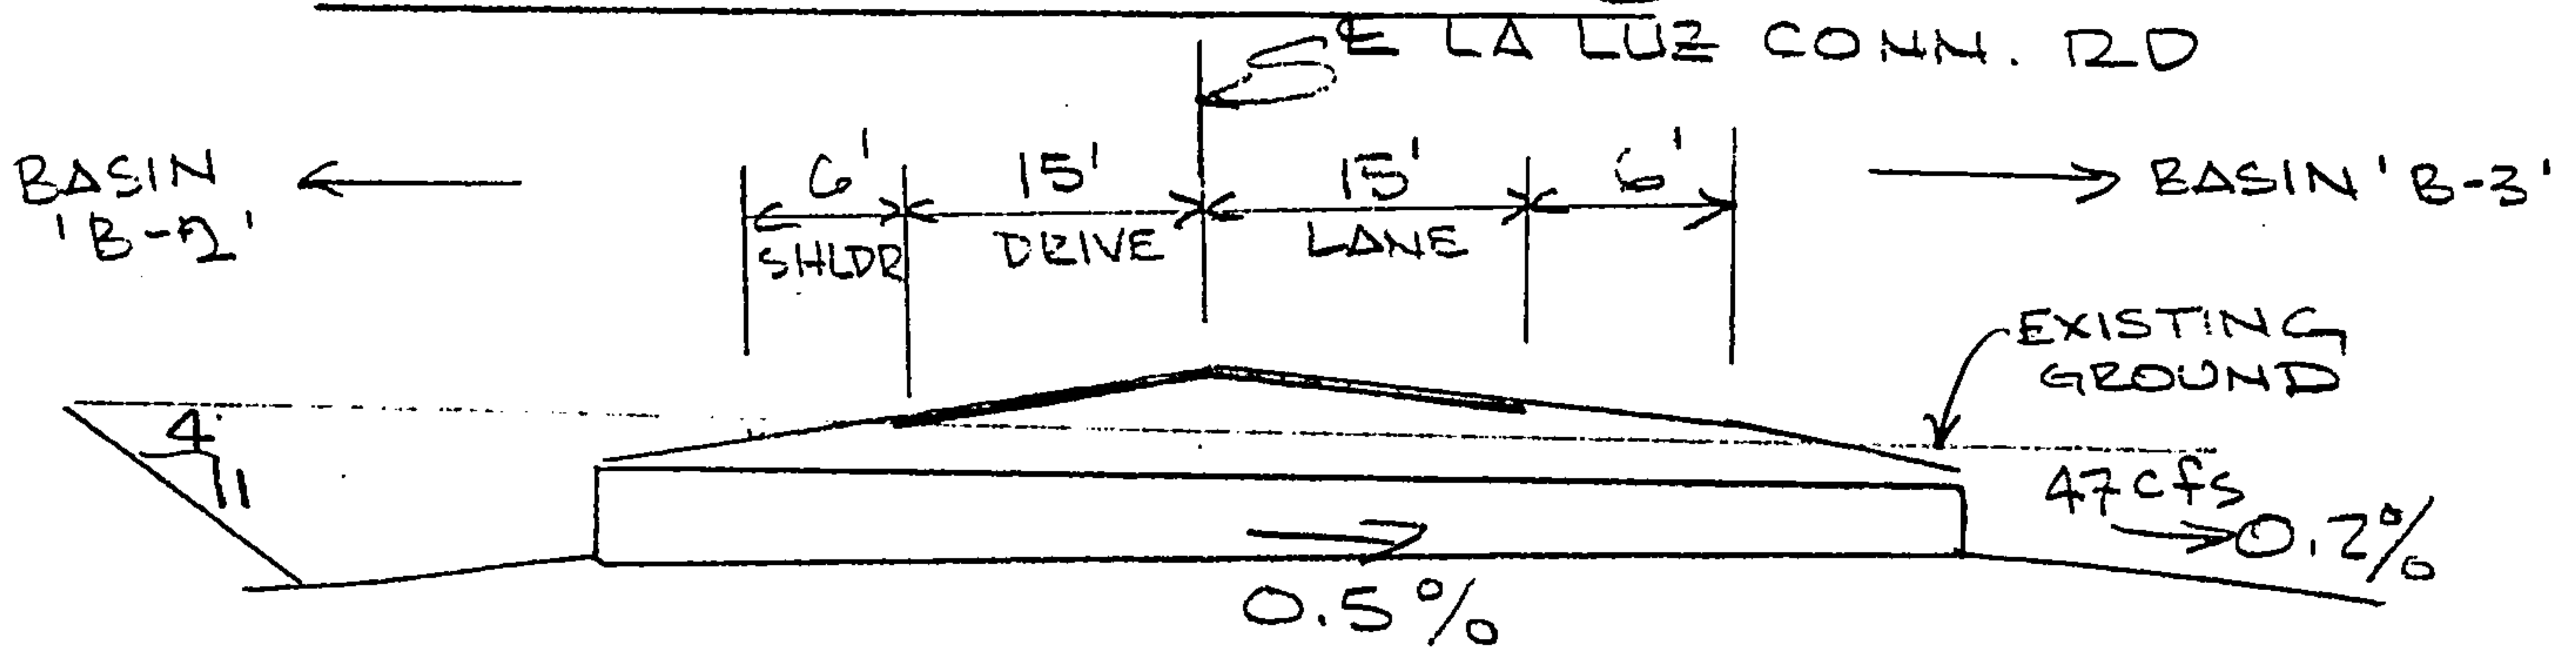 ℄ LA LUZ CONN. RD
BASIN
'B-2'
6'
15'
15'
6'
BASIN 'B-3'
SHLDR
DRIVE
LANE
EXISTING
GROUND
4
1
47 cfs
0.2%
0.5%